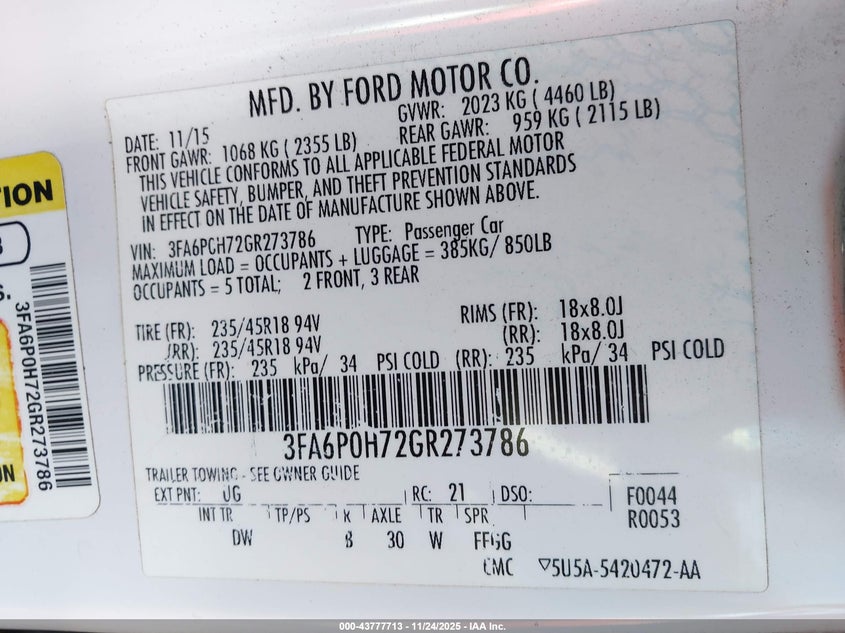 MFD. BY FORD MOTOR CO.
DATE: 11/15 GVWR: 2023 KG ( 4460 LB)
FRONT GAWR: 1068 KG ( 2355 LB) REAR GAWR: 959 KG ( 2115 LB)
THIS VEHICLE CONFORMS TO ALL APPLICABLE FEDERAL MOTOR
VEHICLE SAFETY, BUMPER, AND THEFT PREVENTION STANDARDS
IN EFFECT ON THE DATE OF MANUFACTURE SHOWN ABOVE.
VIN: 3FA6P0H72GR273786 TYPE: Passenger Car
MAXIMUM LOAD = OCCUPANTS + LUGGAGE = 385KG/ 850LB
OCCUPANTS = 5 TOTAL; 2 FRONT, 3 REAR
TIRE (FR): 235/45R18 94V RIMS (FR): 18x8.0J
(RR): 235/45R18 94V (RR): 18x8.0J
PRESSURE (FR): 235 kPa/ 34 PSI COLD (RR): 235 kPa/ 34 PSI COLD
3FA6P0H72GR273786
TRAILER TOWING - SEE OWNER GUIDE
EXT PNT: UG RC: 21 DSO: F0044
R0053
INT TR TP/PS R AXLE TR SPR
DW B 30 W FFGG
CMC ▽5U5A-5420472-AA
TION
S.
3FA6P0H72GR273786
ON
000-43777713 - 11/24/2025 - IAA Inc.